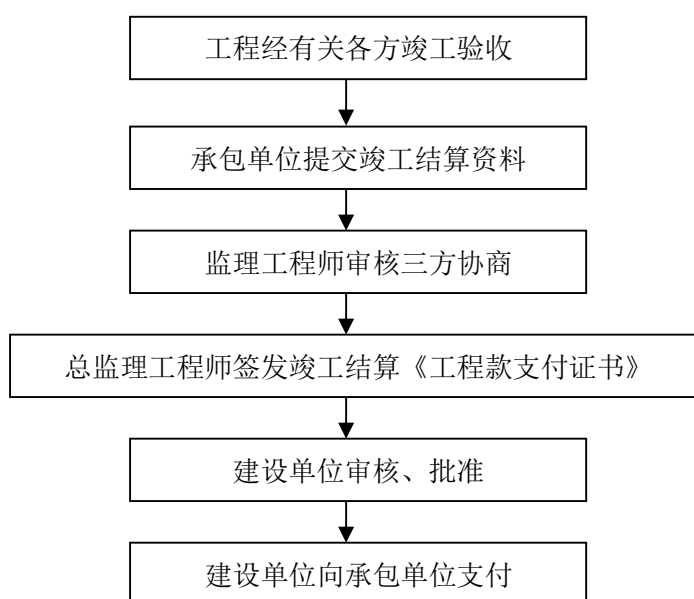 工程经有关各方竣工验收
承包单位提交竣工结算资料
监理工程师审核三方协商
总监理工程师签发竣工结算《工程款支付证书》
建设单位审核、批准
建设单位向承包单位支付